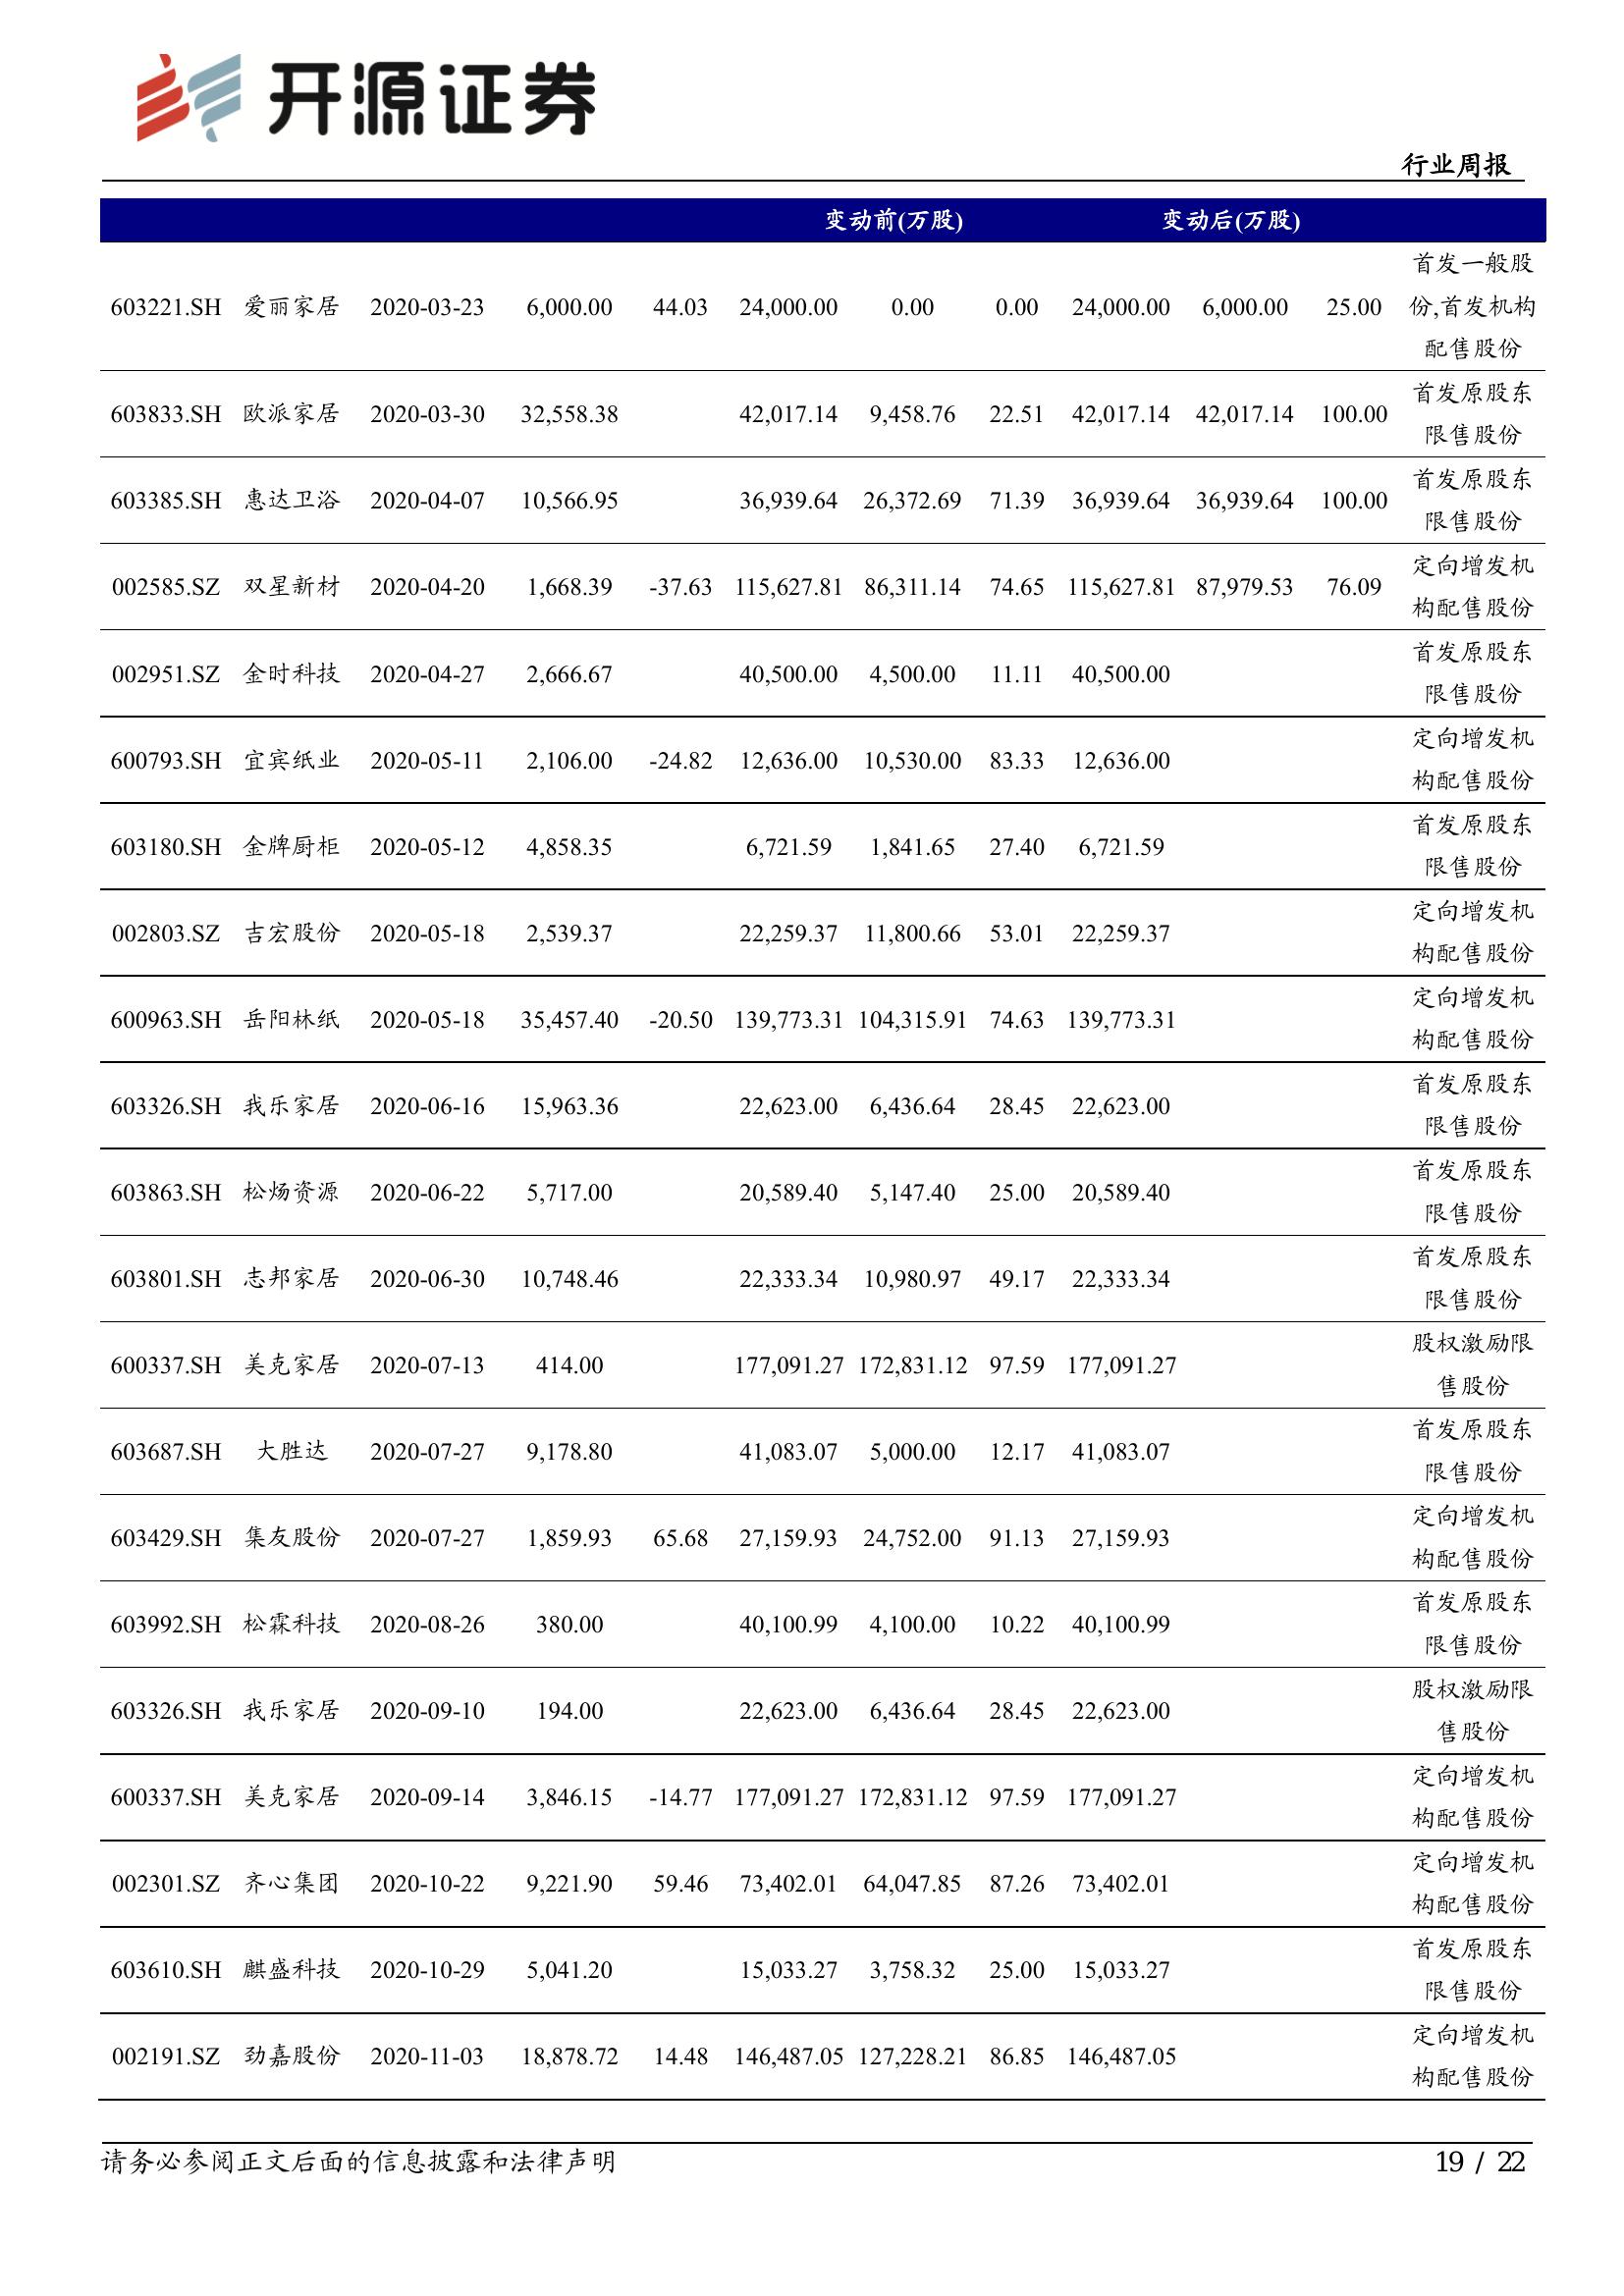 开源证券
行业周报
变动前(万股) 变动后(万股)
首发一般股
603221.SH 爱丽家居 2020-03-23 6,000.00 44.03 24,000.00 0.00 0.00 24,000.00 6,000.00 25.00 份,首发机构
配售股份
首发原股东
603833.SH 欧派家居 2020-03-30 32,558.38 42,017.14 9,458.76 22.51 42,017.14 42,017.14 100.00
限售股份
首发原股东
603385.SH 惠达卫浴 2020-04-07 10,566.95 36,939.64 26,372.69 71.39 36,939.64 36,939.64 100.00
限售股份
定向增发机
002585.SZ 双星新材 2020-04-20 1,668.39 -37.63 115,627.81 86,311.14 74.65 115,627.81 87,979.53 76.09
构配售股份
首发原股东
002951.SZ 金时科技 2020-04-27 2,666.67 40,500.00 4,500.00 11.11 40,500.00
限售股份
定向增发机
600793.SH 宜宾纸业 2020-05-11 2,106.00 -24.82 12,636.00 10,530.00 83.33 12,636.00
构配售股份
首发原股东
603180.SH 金牌厨柜 2020-05-12 4,858.35 6,721.59 1,841.65 27.40 6,721.59
限售股份
定向增发机
002803.SZ 吉宏股份 2020-05-18 2,539.37 22,259.37 11,800.66 53.01 22,259.37
构配售股份
定向增发机
600963.SH 岳阳林纸 2020-05-18 35,457.40 -20.50 139,773.31 104,315.91 74.63 139,773.31
构配售股份
首发原股东
603326.SH 我乐家居 2020-06-16 15,963.36 22,623.00 6,436.64 28.45 22,623.00
限售股份
首发原股东
603863.SH 松炀资源 2020-06-22 5,717.00 20,589.40 5,147.40 25.00 20,589.40
限售股份
首发原股东
603801.SH 志邦家居 2020-06-30 10,748.46 22,333.34 10,980.97 49.17 22,333.34
限售股份
股权激励限
600337.SH 美克家居 2020-07-13 414.00 177,091.27 172,831.12 97.59 177,091.27
售股份
首发原股东
603687.SH 大胜达 2020-07-27 9,178.80 41,083.07 5,000.00 12.17 41,083.07
限售股份
定向增发机
603429.SH 集友股份 2020-07-27 1,859.93 65.68 27,159.93 24,752.00 91.13 27,159.93
构配售股份
首发原股东
603992.SH 松霖科技 2020-08-26 380.00 40,100.99 4,100.00 10.22 40,100.99
限售股份
股权激励限
603326.SH 我乐家居 2020-09-10 194.00 22,623.00 6,436.64 28.45 22,623.00
售股份
定向增发机
600337.SH 美克家居 2020-09-14 3,846.15 -14.77 177,091.27 172,831.12 97.59 177,091.27
构配售股份
定向增发机
002301.SZ 齐心集团 2020-10-22 9,221.90 59.46 73,402.01 64,047.85 87.26 73,402.01
构配售股份
首发原股东
603610.SH 麒盛科技 2020-10-29 5,041.20 15,033.27 3,758.32 25.00 15,033.27
限售股份
定向增发机
002191.SZ 劲嘉股份 2020-11-03 18,878.72 14.48 146,487.05 127,228.21 86.85 146,487.05
构配售股份
请务必参阅正文后面的信息披露和法律声明 19 / 22